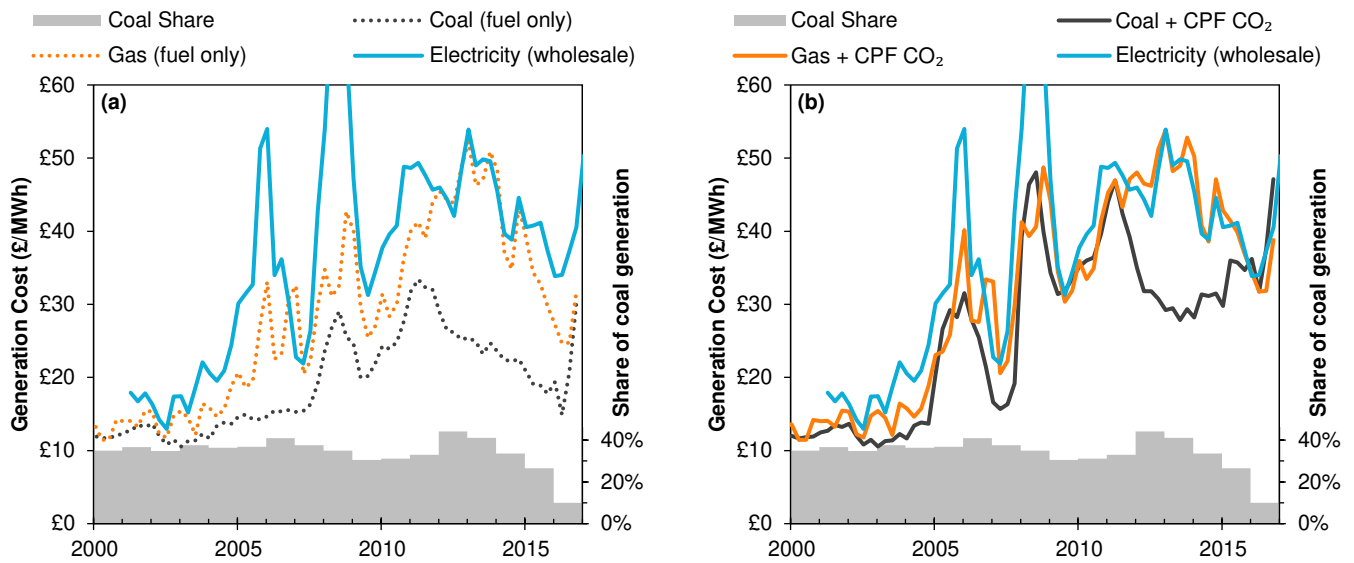 Coal Share
Coal (fuel only)
Gas (fuel only)
Electricity (wholesale)
(a)
Generation Cost (£/MWh)
£60
£50
£40
£30
£20
£10
£0
2000
2005
2010
2015
Share of coal generation
40%
20%
0%
Coal Share
Coal + CPF CO₂
Gas + CPF CO₂
Electricity (wholesale)
(b)
Generation Cost (£/MWh)
£60
£50
£40
£30
£20
£10
£0
2000
2005
2010
2015
Share of coal generation
40%
20%
0%